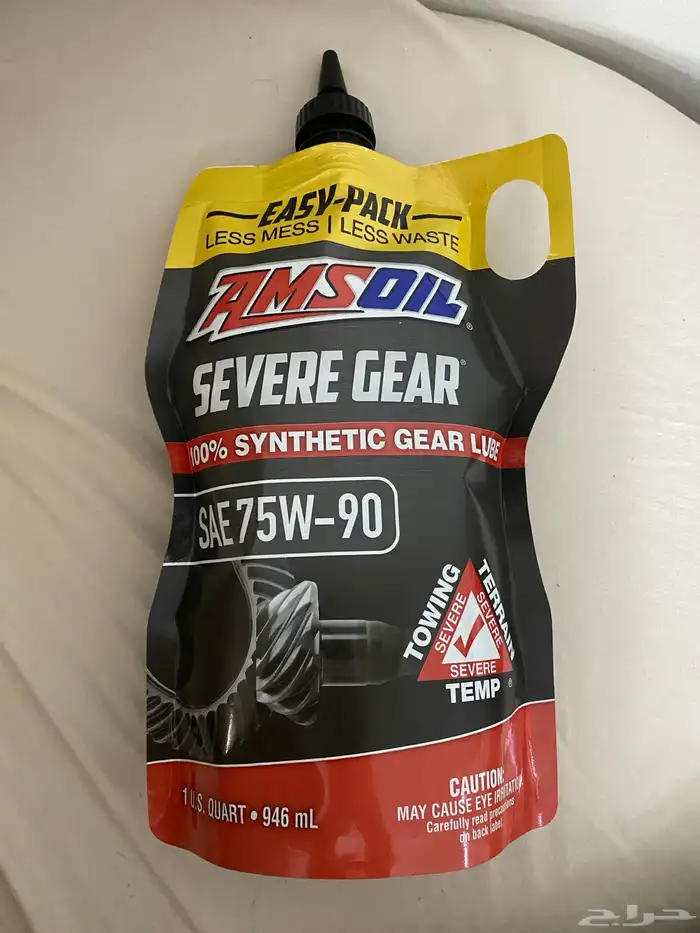 EASY-PACK
LESS MESS | LESS WASTE
AMSOIL®
SEVERE GEAR®
100% SYNTHETIC GEAR LUBE
SAE 75W-90
TOWING
TERRAIN
SEVERE
SEVERE
SEVERE
TEMP®
1 U.S. QUART • 946 mL
CAUTION:
MAY CAUSE EYE IRRITATION
Carefully read precautions
on back label.
حراج